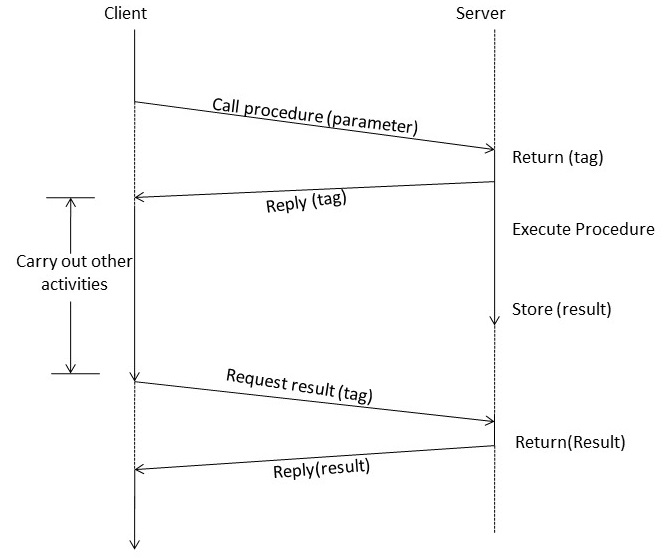 Client
Server
Call procedure (parameter)
Return (tag)
Reply (tag)
Execute Procedure
Carry out other
activities
Store (result)
Request result (tag)
Return(Result)
Reply(result)